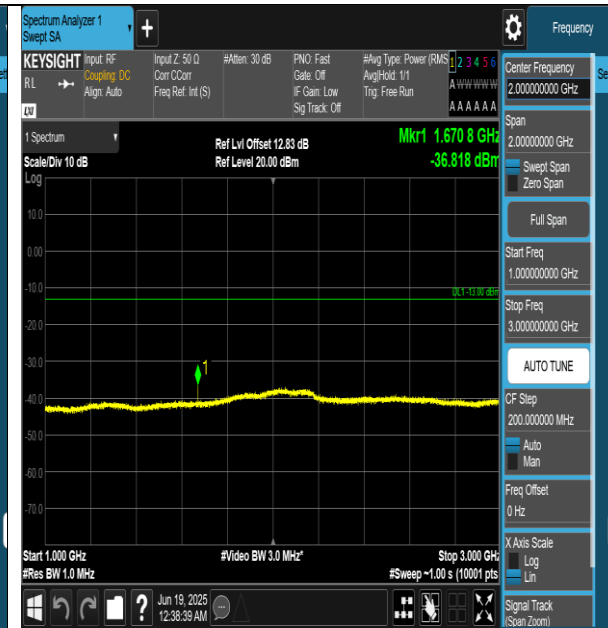 Spectrum Analyzer 1
Swept SA
Frequency
KEYSIGHT
RL
LXI
Input: RF
Coupling: DC
Align: Auto
Input Z: 50 Ω
Corr CCorr
Freq Ref: Int (S)
#Atten: 30 dB
PNO: Fast
Gate: Off
IF Gain: Low
Sig Track: Off
#Avg Type: Power (RMS
Avg|Hold: 1/1
Trig: Free Run
1 2 3 4 5 6
A W W W W W
A A A A A A
1 Spectrum
Scale/Div 10 dB
Log
Ref Lvl Offset 12.83 dB
Ref Level 20.00 dBm
Mkr1 1.670 8 GHz
-36.818 dBm
10.0
0.00
-10.0
-20.0
-30.0
-40.0
-50.0
-60.0
-70.0
DL1 -13.00 dBm
1
Start 1.000 GHz
#Res BW 1.0 MHz
#Video BW 3.0 MHz*
Stop 3.000 GHz
#Sweep ~1.00 s (10001 pts
?
Jun 19, 2025
12:38:39 AM
Center Frequency
2.000000000 GHz
Span
2.00000000 GHz
Swept Span
Zero Span
Full Span
Start Freq
1.000000000 GHz
Stop Freq
3.000000000 GHz
AUTO TUNE
CF Step
200.000000 MHz
Auto
Man
Freq Offset
0 Hz
X Axis Scale
Log
Lin
Signal Track
(Span Zoom)
Se